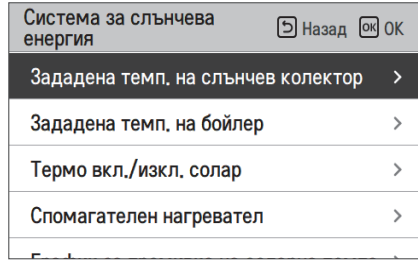 Система за слънчева
енергия
Назад OK OK
Зададена темп. на слънчев колектор
Зададена темп. на бойлер
Термо вкл./изкл. солар
Спомагателен нагревател